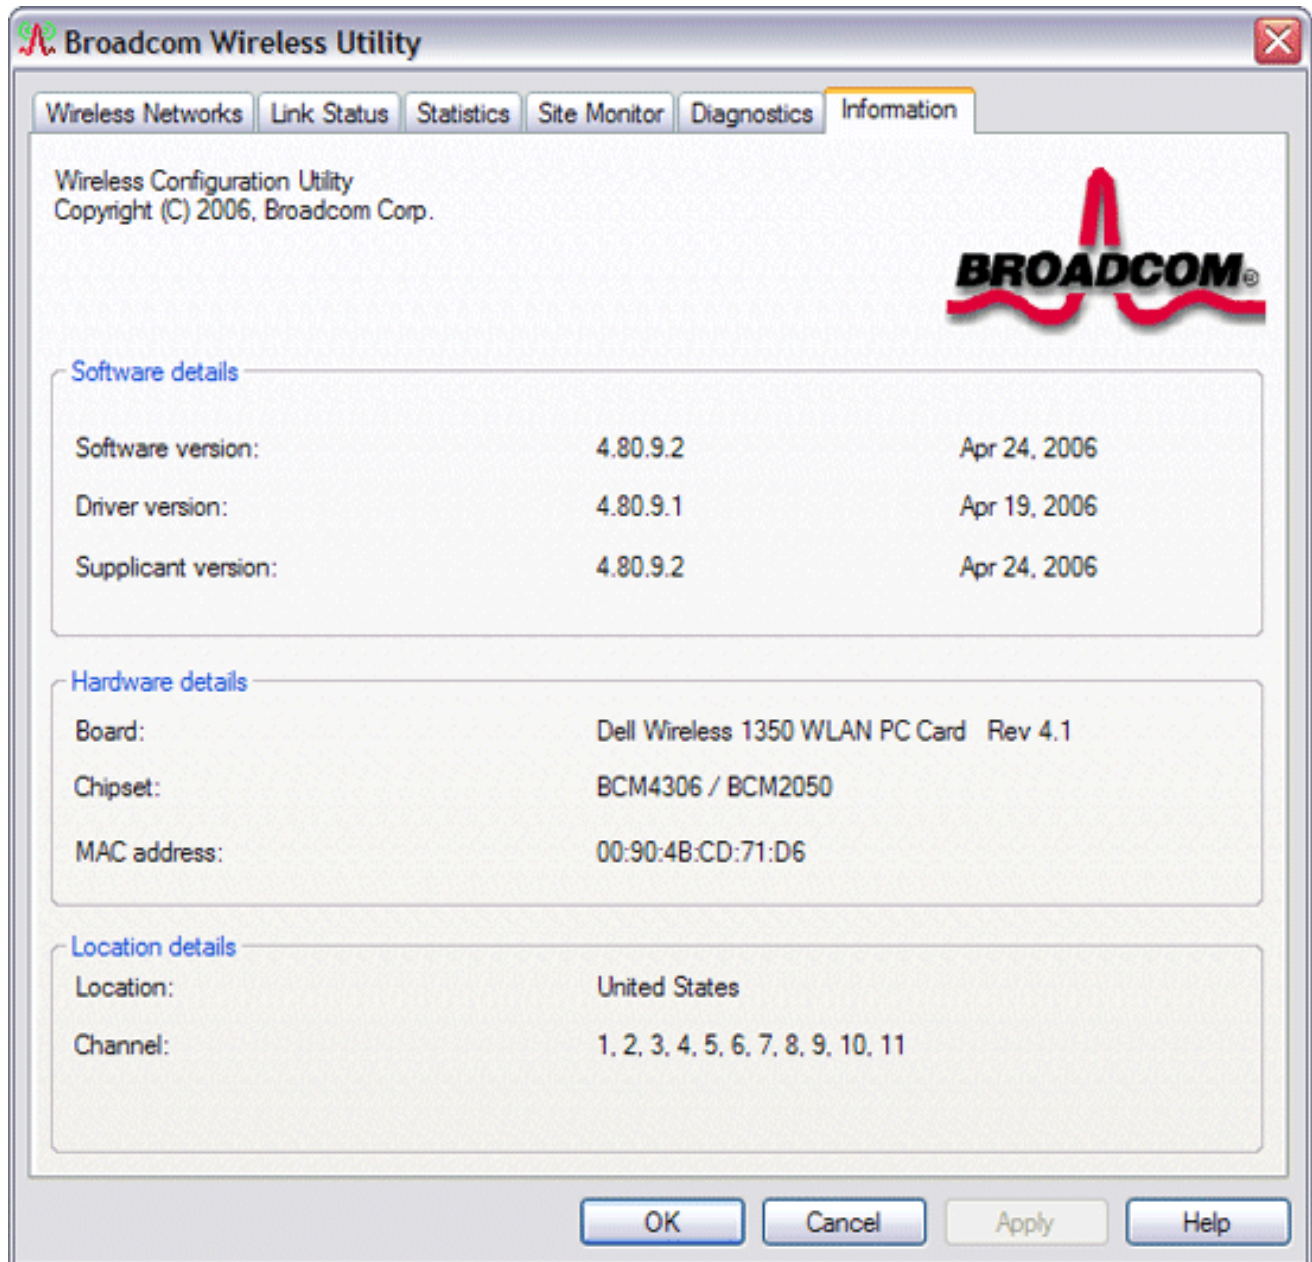 Broadcom Wireless Utility
Wireless Networks Link Status Statistics Site Monitor Diagnostics Information
Wireless Configuration Utility
Copyright (C) 2006, Broadcom Corp.
BROADCOM®
Software details
Software version: 4.80.9.2 Apr 24, 2006
Driver version: 4.80.9.1 Apr 19, 2006
Supplicant version: 4.80.9.2 Apr 24, 2006
Hardware details
Board: Dell Wireless 1350 WLAN PC Card Rev 4.1
Chipset: BCM4306 / BCM2050
MAC address: 00:90:4B:CD:71:D6
Location details
Location: United States
Channel: 1, 2, 3, 4, 5, 6, 7, 8, 9, 10, 11
OK Cancel Apply Help